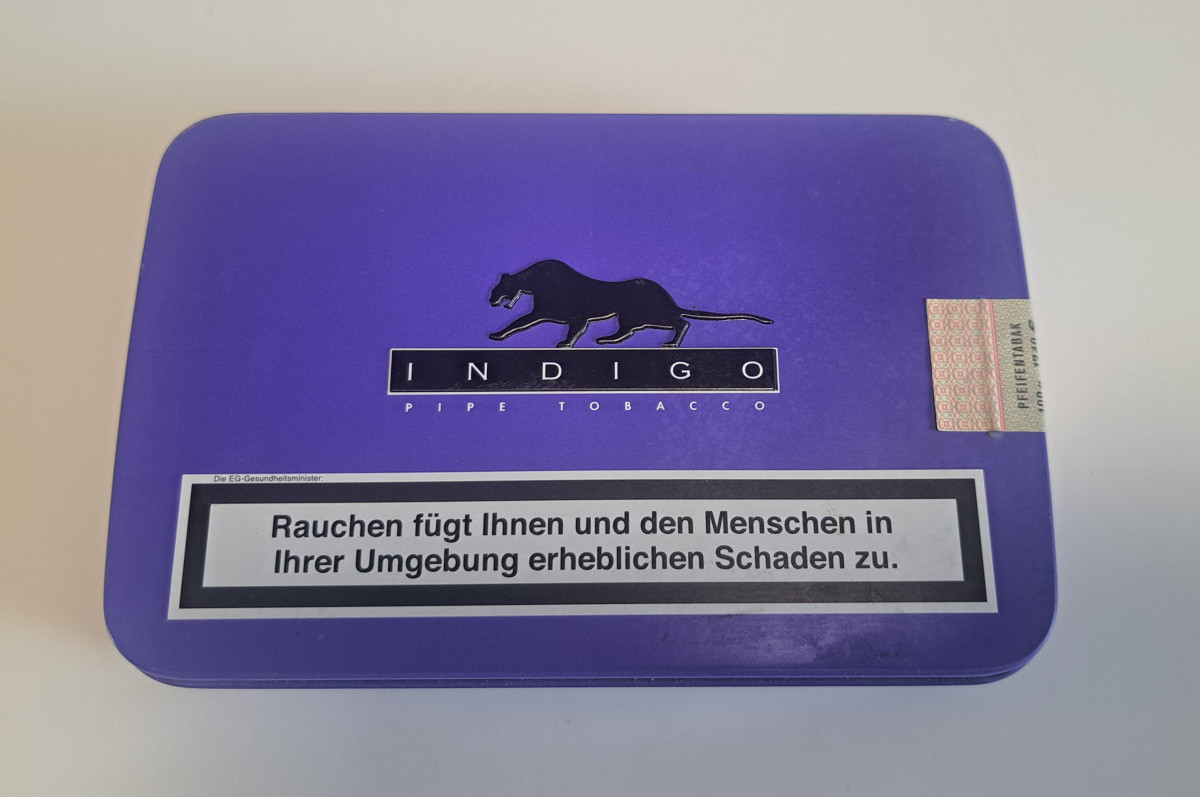 INDIGO
PIPE TOBACCO
PFEIFENTABAK
Die EG-Gesundheitsminister:
Rauchen fügt Ihnen und den Menschen in
Ihrer Umgebung erheblichen Schaden zu.